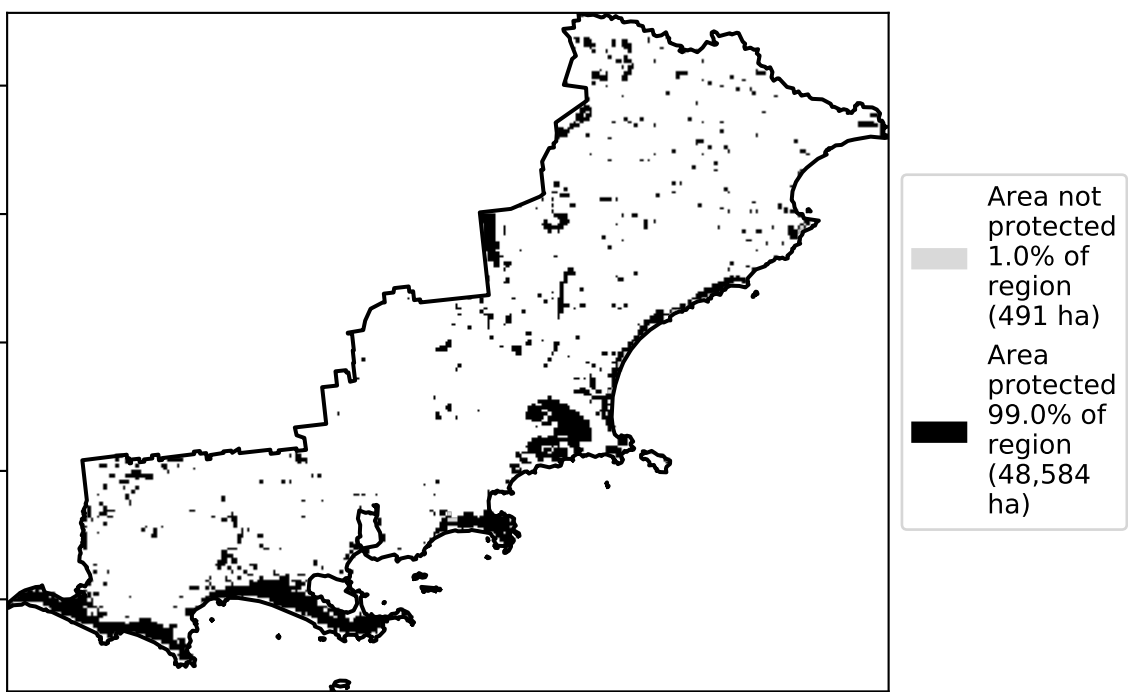 Area not
protected
1.0% of
region
(491 ha)
Area
protected
99.0% of
region
(48,584
ha)